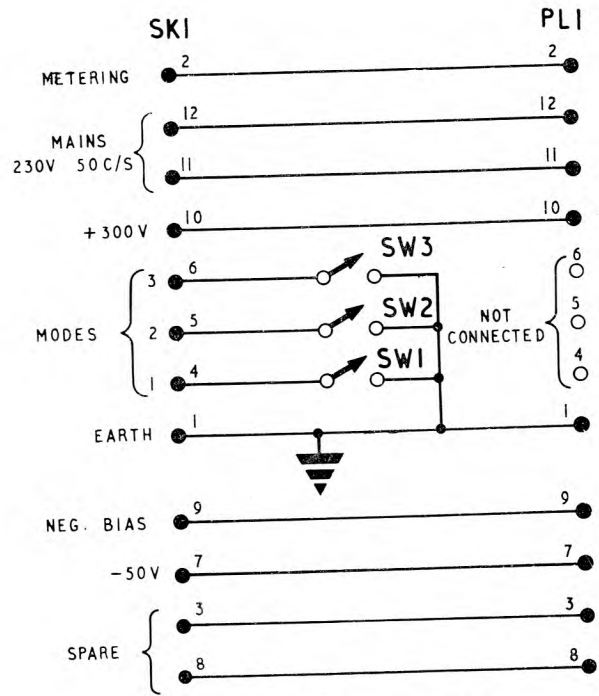 SK1 PL1
METERING 2 2
MAINS 230V 50C/S 12 12
11 11
+300V 10 10
MODES 3 6 SW3 6
2 5 SW2 NOT CONNECTED 5
1 4 SW1 4
EARTH 1 1
NEG. BIAS 9 9
-50V 7 7
SPARE 3 3
8 8